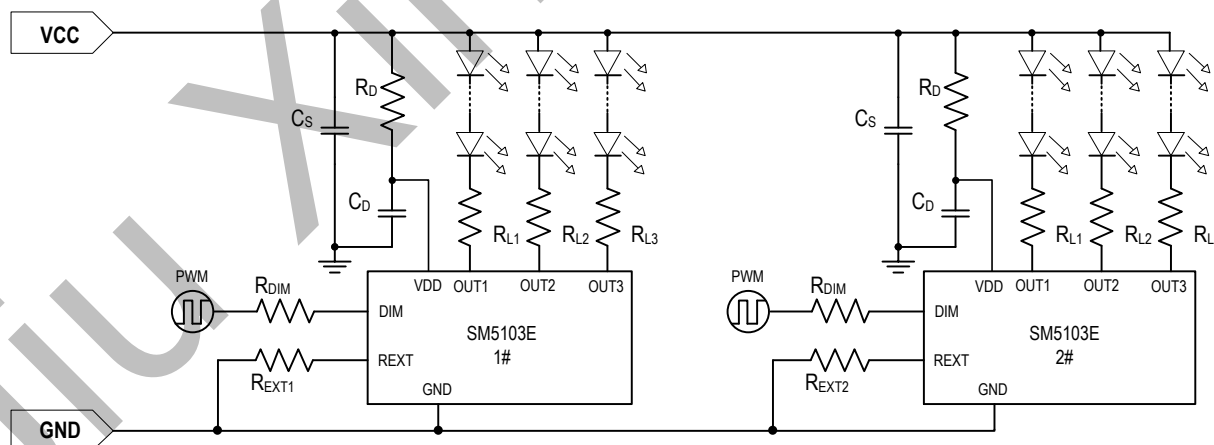 VCC
RD
CS
CD
RL1
RL2
RL3
PWM
RDIM
VDD
OUT1
OUT2
OUT3
DIM
SM5103E
1#
REXT
REXT1
GND
RD
CS
CD
RL1
RL2
RL
PWM
RDIM
VDD
OUT1
OUT2
OUT3
DIM
SM5103E
2#
REXT
REXT2
GND
GND